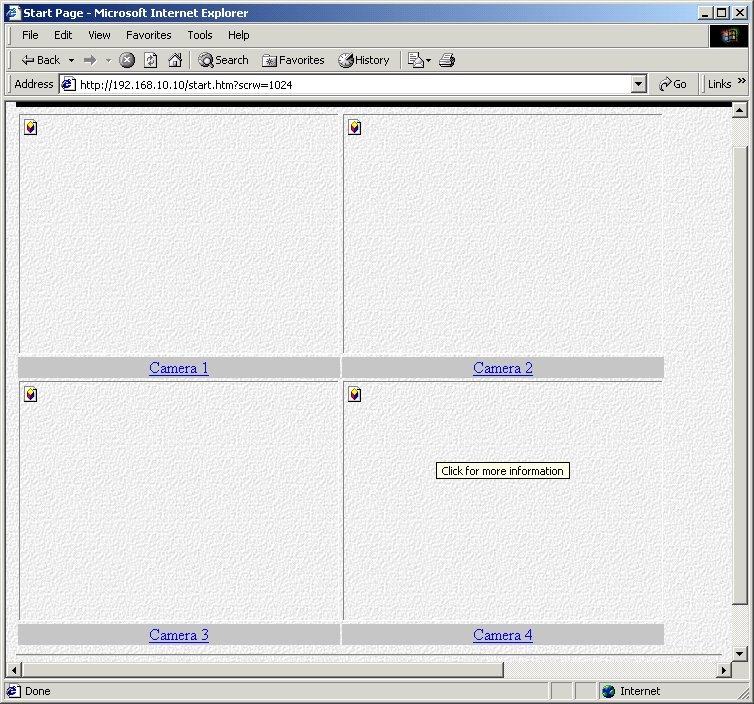 Start Page - Microsoft Internet Explorer
File Edit View Favorites Tools Help
Back Search Favorites History
Address http://192.168.10.10/start.htm?scrw=1024 Go Links »
Camera 1 Camera 2
Click for more information
Camera 3 Camera 4
Done Internet